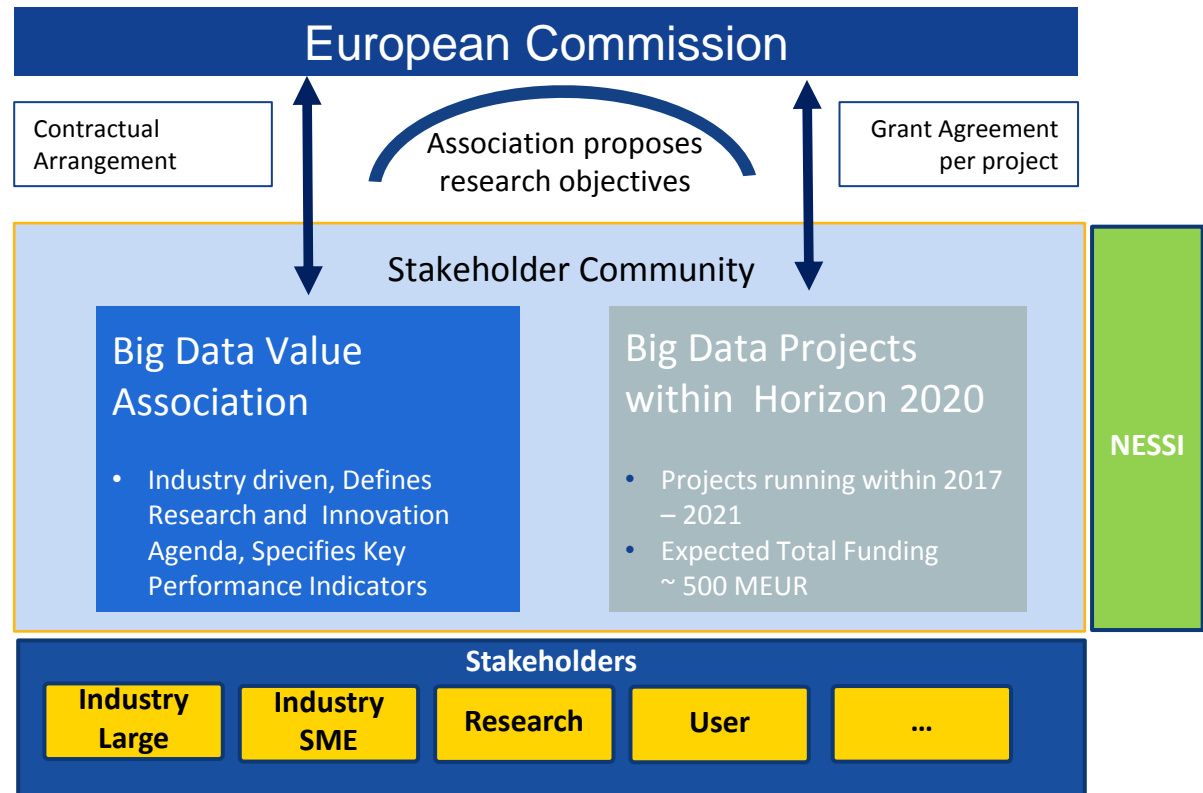 European Commission
Contractual
Arrangement
Association proposes
research objectives
Grant Agreement
per project
Stakeholder Community
Big Data Value
Association
• Industry driven, Defines
Research and Innovation
Agenda, Specifies Key
Performance Indicators
Big Data Projects
within Horizon 2020
• Projects running within 2017
– 2021
• Expected Total Funding
~ 500 MEUR
NESSI
Stakeholders
Industry
Large
Industry
SME
Research
User
...